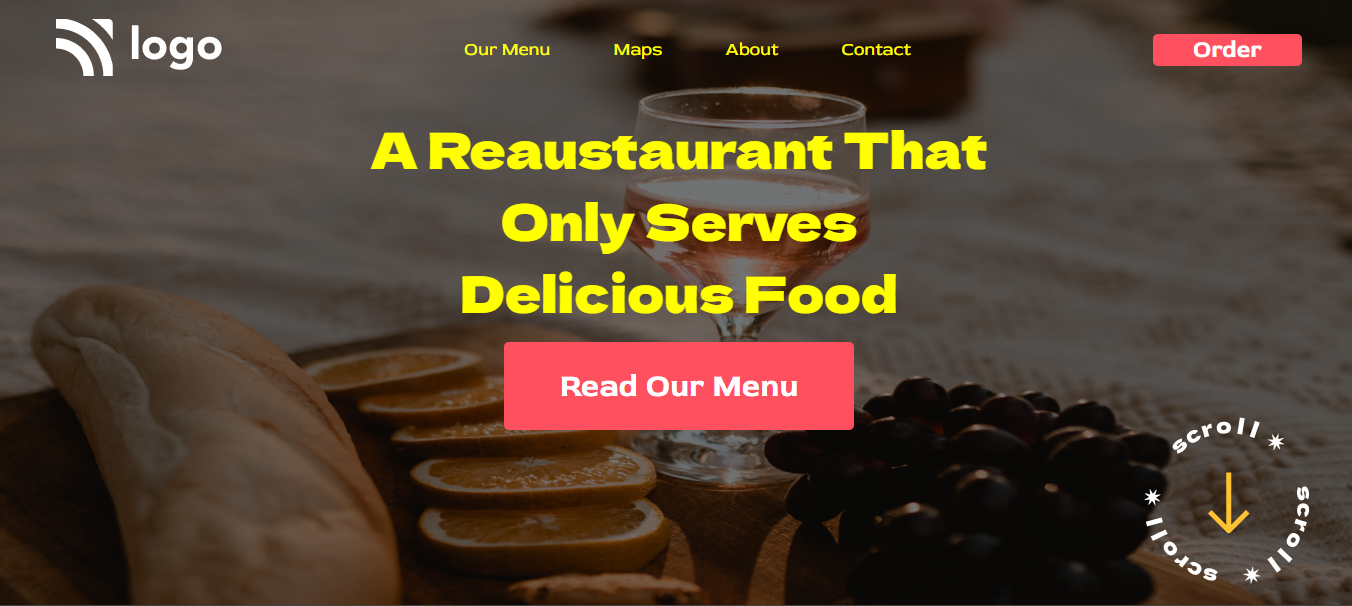 logo
Our Menu Maps About Contact
Order
A Reaustaurant That
Only Serves
Delicious Food
Read Our Menu
scroll ✷ scroll ✷ scroll ✷